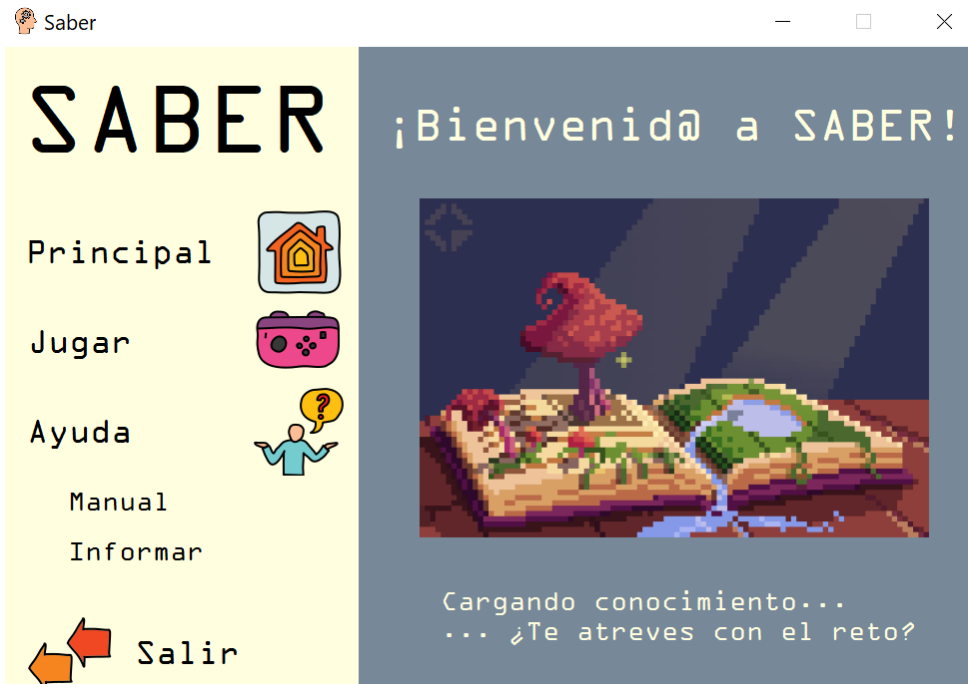 Saber
SABER
Principal
Jugar
Ayuda
?
Manual
Informar
Salir
¡Bienvenid@ a SABER!
Cargando conocimiento...
... ¿Te atreves con el reto?